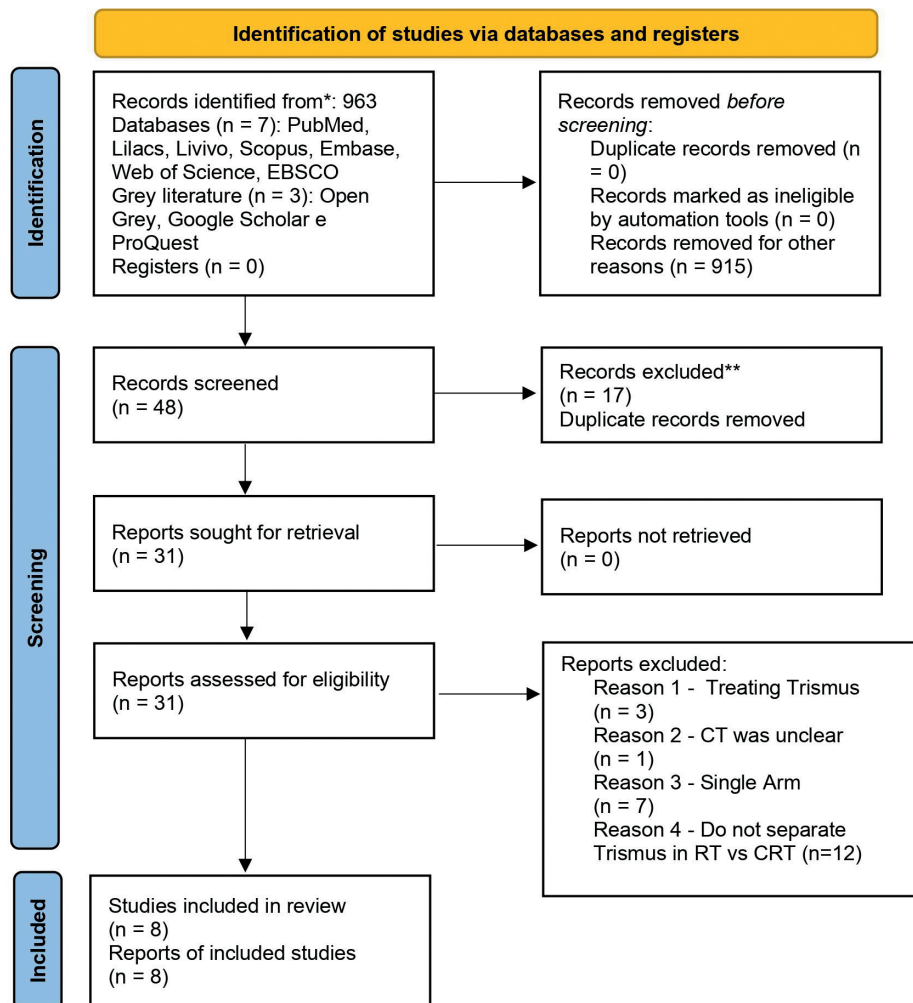 Identification of studies via databases and registers
Identification
Records identified from*: 963
Databases (n = 7): PubMed,
Lilacs, Livivo, Scopus, Embase,
Web of Science, EBSCO
Grey literature (n = 3): Open
Grey, Google Scholar e
ProQuest
Registers (n = 0)
Records removed before
screening:
Duplicate records removed (n
= 0)
Records marked as ineligible
by automation tools (n = 0)
Records removed for other
reasons (n = 915)
Screening
Records screened
(n = 48)
Records excluded**
(n = 17)
Duplicate records removed
Reports sought for retrieval
(n = 31)
Reports not retrieved
(n = 0)
Reports assessed for eligibility
(n = 31)
Reports excluded:
Reason 1 - Treating Trismus
(n = 3)
Reason 2 - CT was unclear
(n = 1)
Reason 3 - Single Arm
(n = 7)
Reason 4 - Do not separate
Trismus in RT vs CRT (n=12)
Included
Studies included in review
(n = 8)
Reports of included studies
(n = 8)